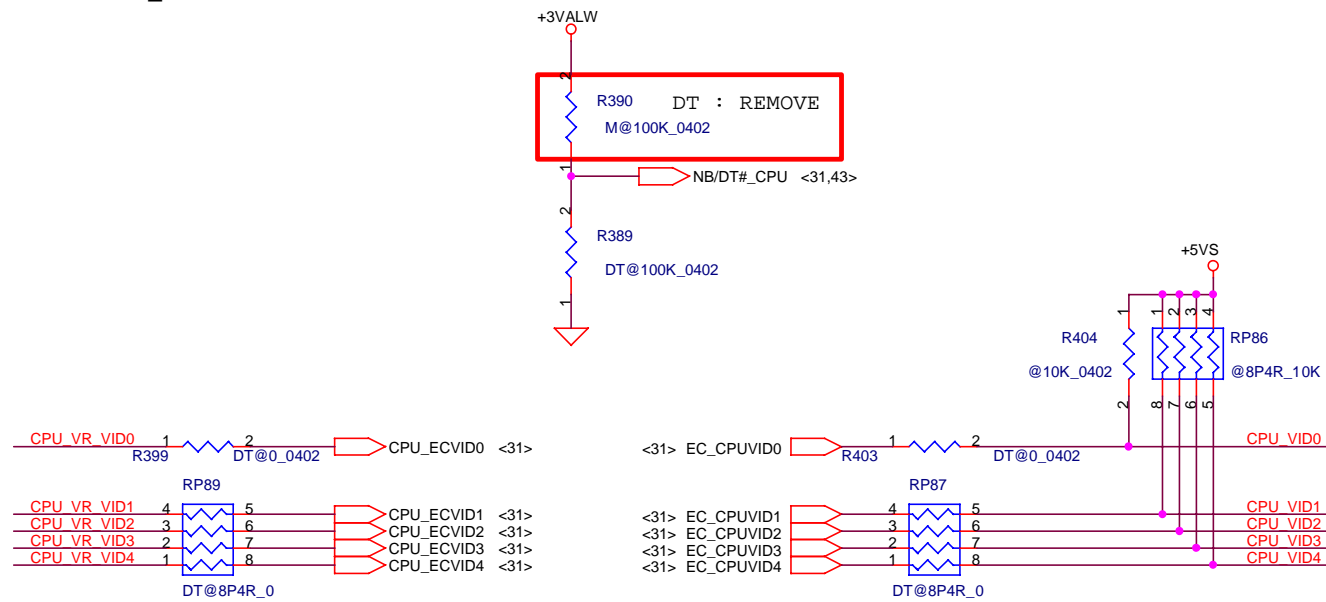 +3VALW
2
R390 DT : REMOVE
M@100K_0402
1
NB/DT#_CPU <31,43>
2
R389
DT@100K_0402
1
+5VS
1 1 2 3 4
R404 RP86
@10K_0402 @8P4R_10K
2 8 7 6 5
CPU_VR_VID0 1 2 CPU_ECVID0 <31> <31> EC_CPUVID0 1 2 CPU_VID0
R399 DT@0_0402 R403 DT@0_0402
RP89 RP87
CPU_VR_VID1 4 5 CPU_ECVID1 <31> <31> EC_CPUVID1 4 5 CPU_VID1
CPU_VR_VID2 3 6 CPU_ECVID2 <31> <31> EC_CPUVID2 3 6 CPU_VID2
CPU_VR_VID3 2 7 CPU_ECVID3 <31> <31> EC_CPUVID3 2 7 CPU_VID3
CPU_VR_VID4 1 8 CPU_ECVID4 <31> <31> EC_CPUVID4 1 8 CPU_VID4
DT@8P4R_0 DT@8P4R_0